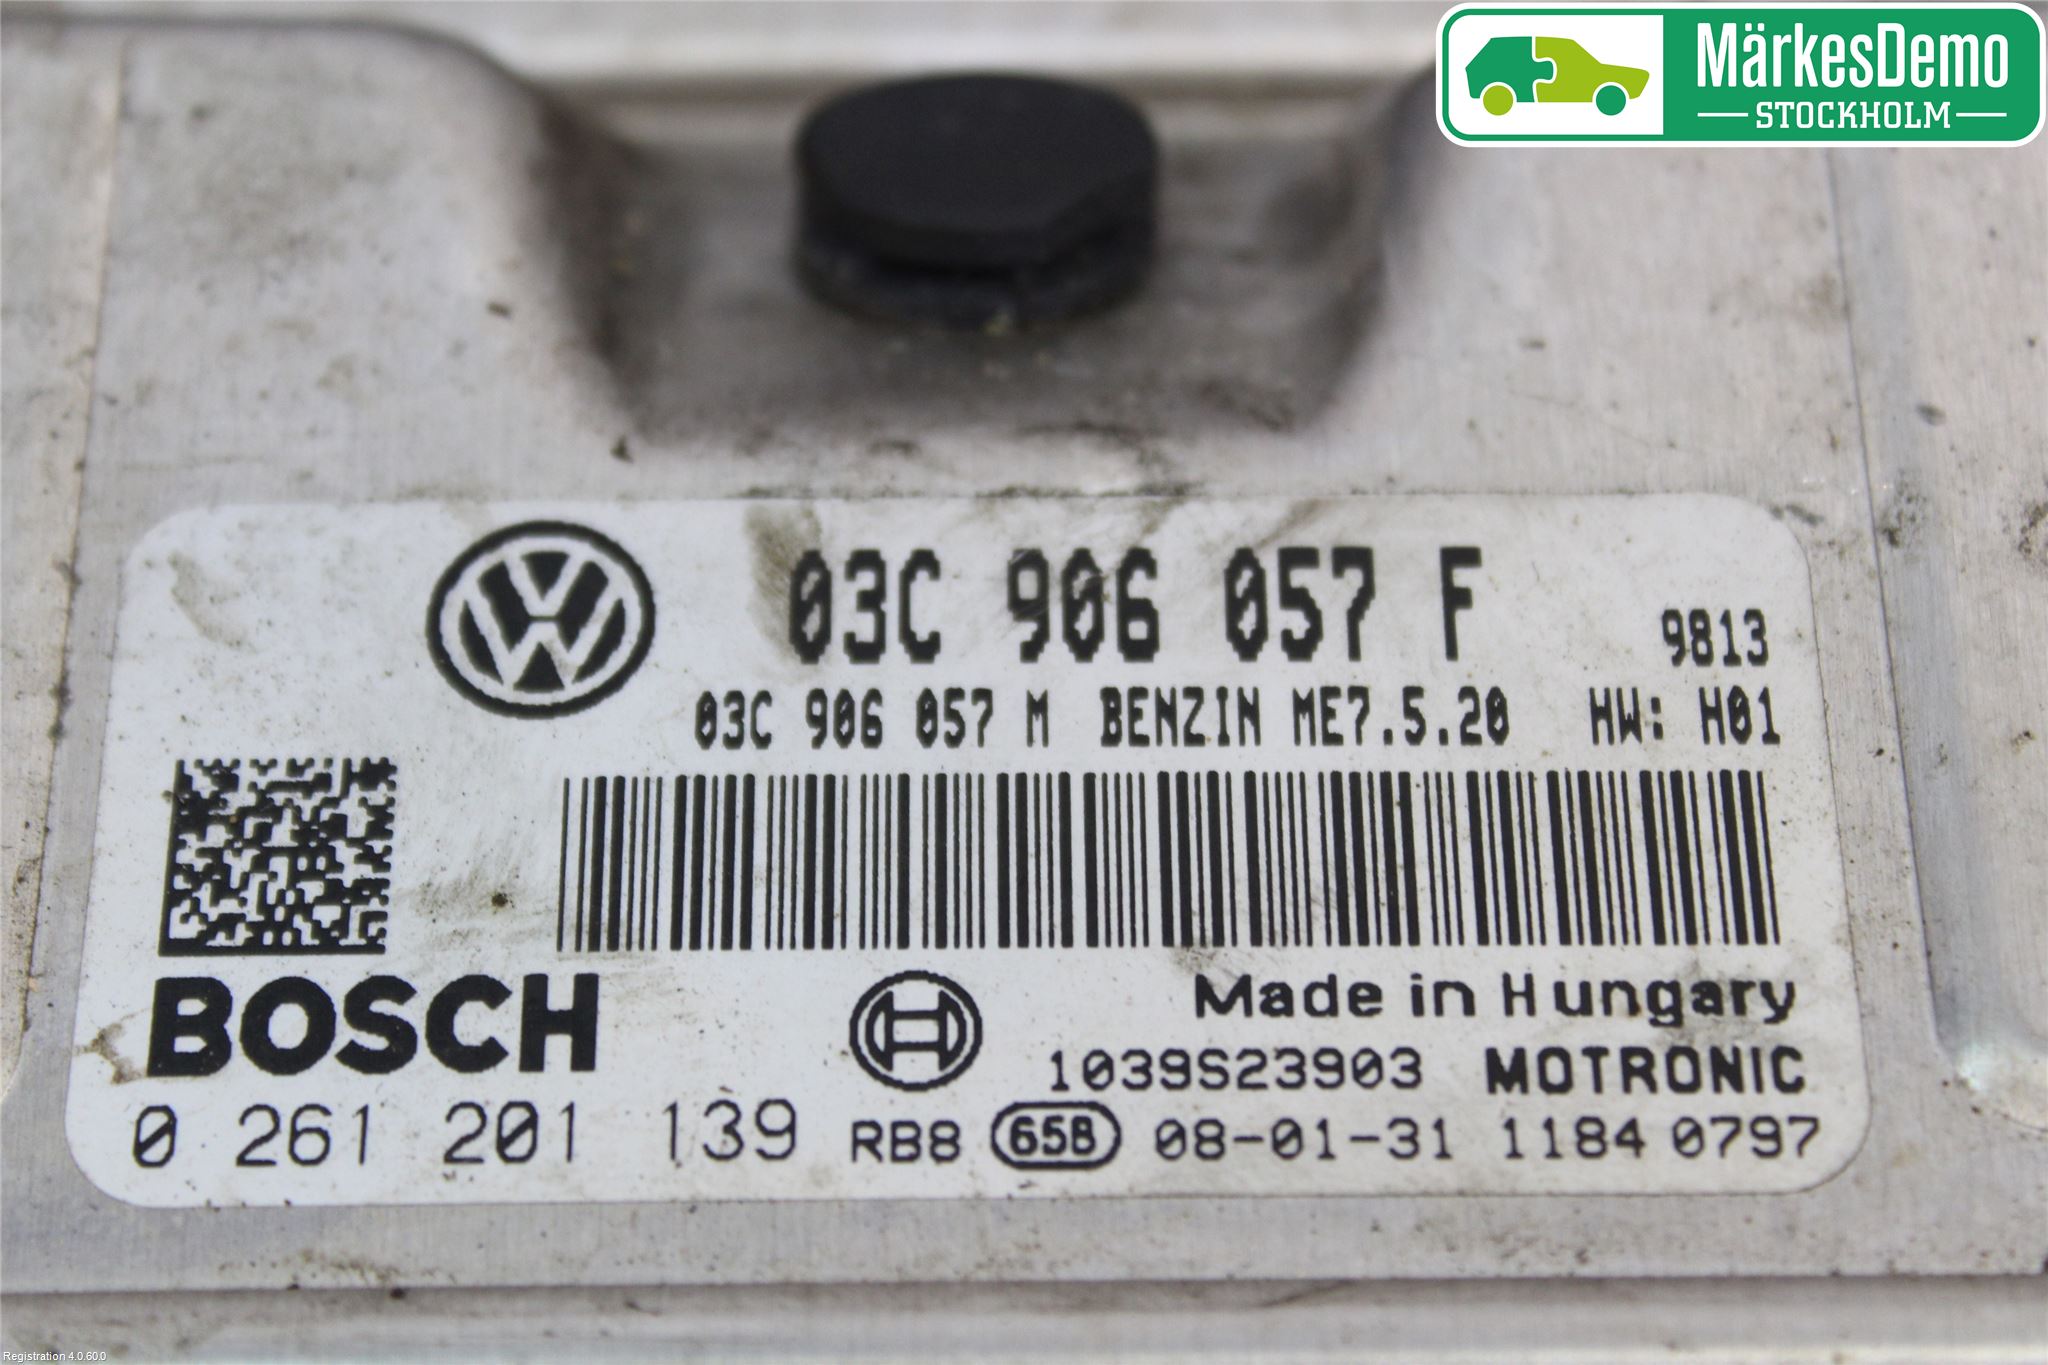 MärkesDemo
STOCKHOLM
03C 906 057 F
9813
03C 906 057 M BENZIN ME7.5.20 HW: H01
BOSCH
Made in Hungary
1039S23903 MOTRONIC
0 261 201 139 RB8 65B 08-01-31 1184 0797
Registration 4.0.60.0